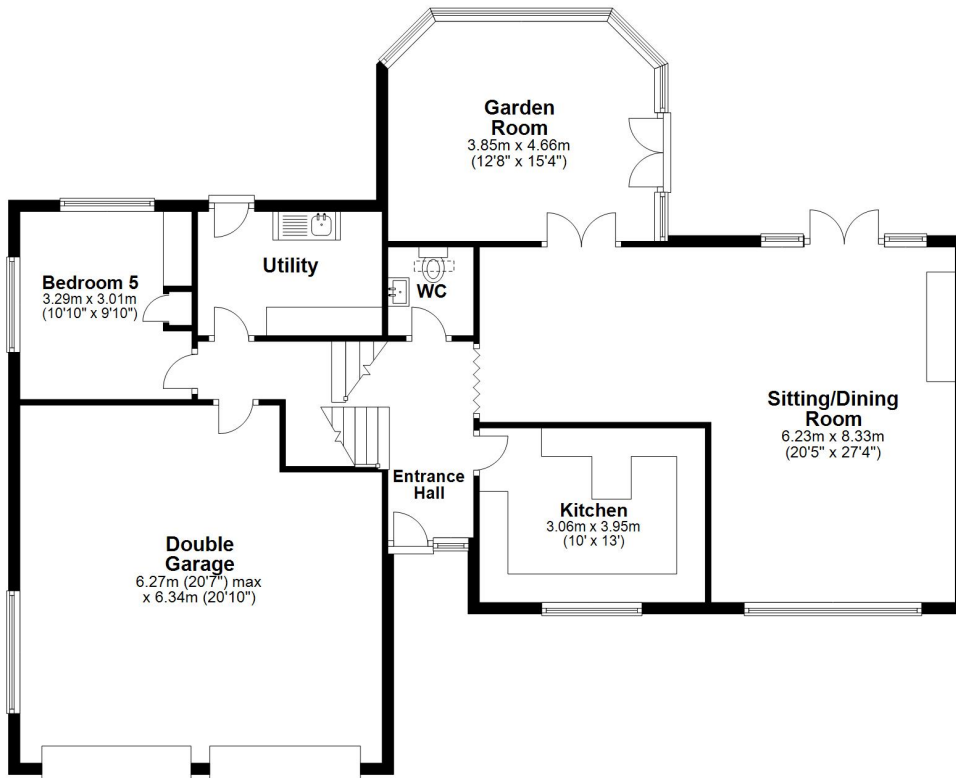 Garden
Room
3.85m x 4.66m
(12'8" x 15'4")
Utility
Bedroom 5
3.29m x 3.01m
(10'10" x 9'10")
WC
Sitting/Dining
Room
6.23m x 8.33m
(20'5" x 27'4")
Entrance
Hall
Kitchen
3.06m x 3.95m
(10' x 13')
Double
Garage
6.27m (20'7") max
x 6.34m (20'10")